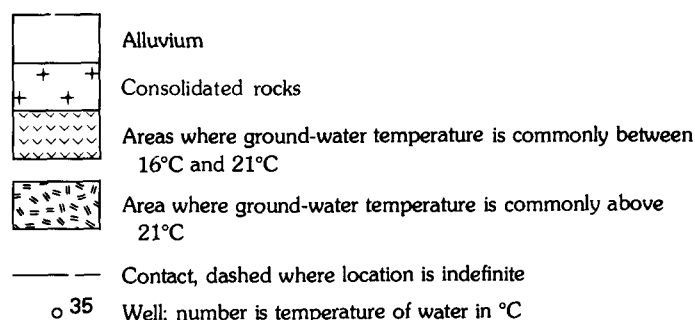 Alluvium
Consolidated rocks
Areas where ground-water temperature is commonly between
16°C and 21°C
Area where ground-water temperature is commonly above
21°C
Contact, dashed where location is indefinite
35 Well: number is temperature of water in °C